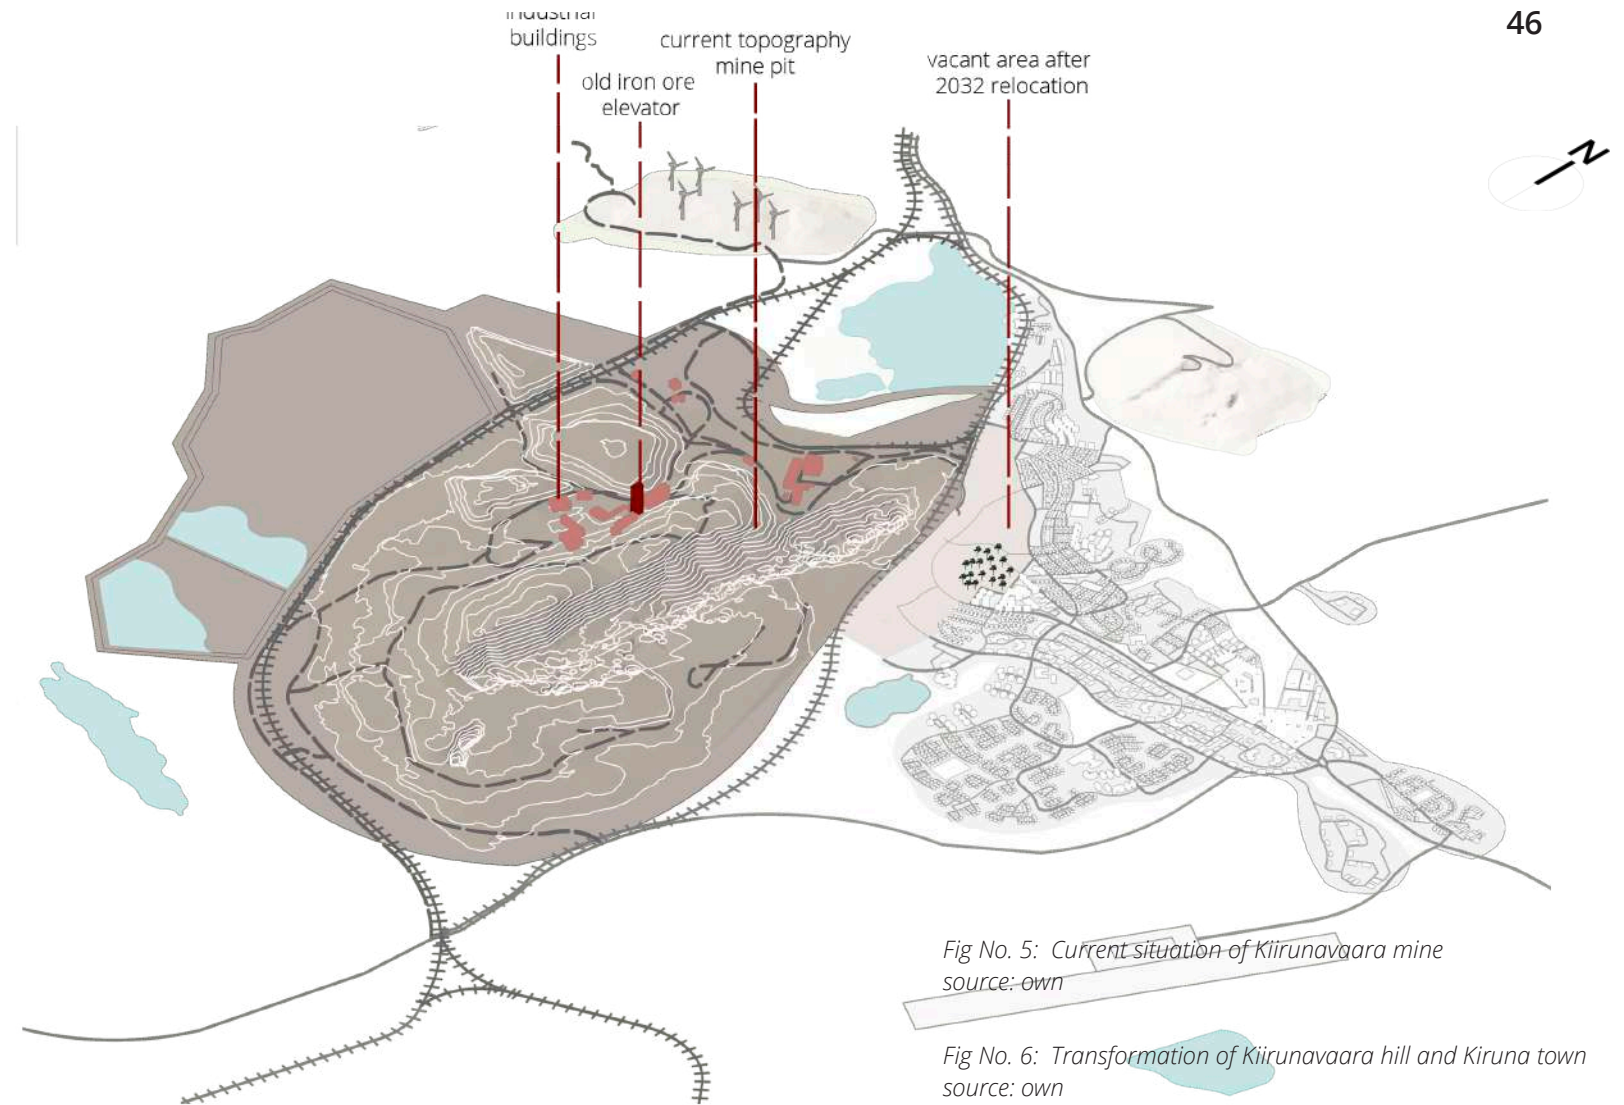 46
industrial
buildings
old iron ore
elevator
current topography
mine pit
vacant area after
2032 relocation
N
Fig No. 5:  Current situation of Kiirunavaara mine
source: own
Fig No. 6:  Transformation of Kiirunavaara hill and Kiruna town
source: own